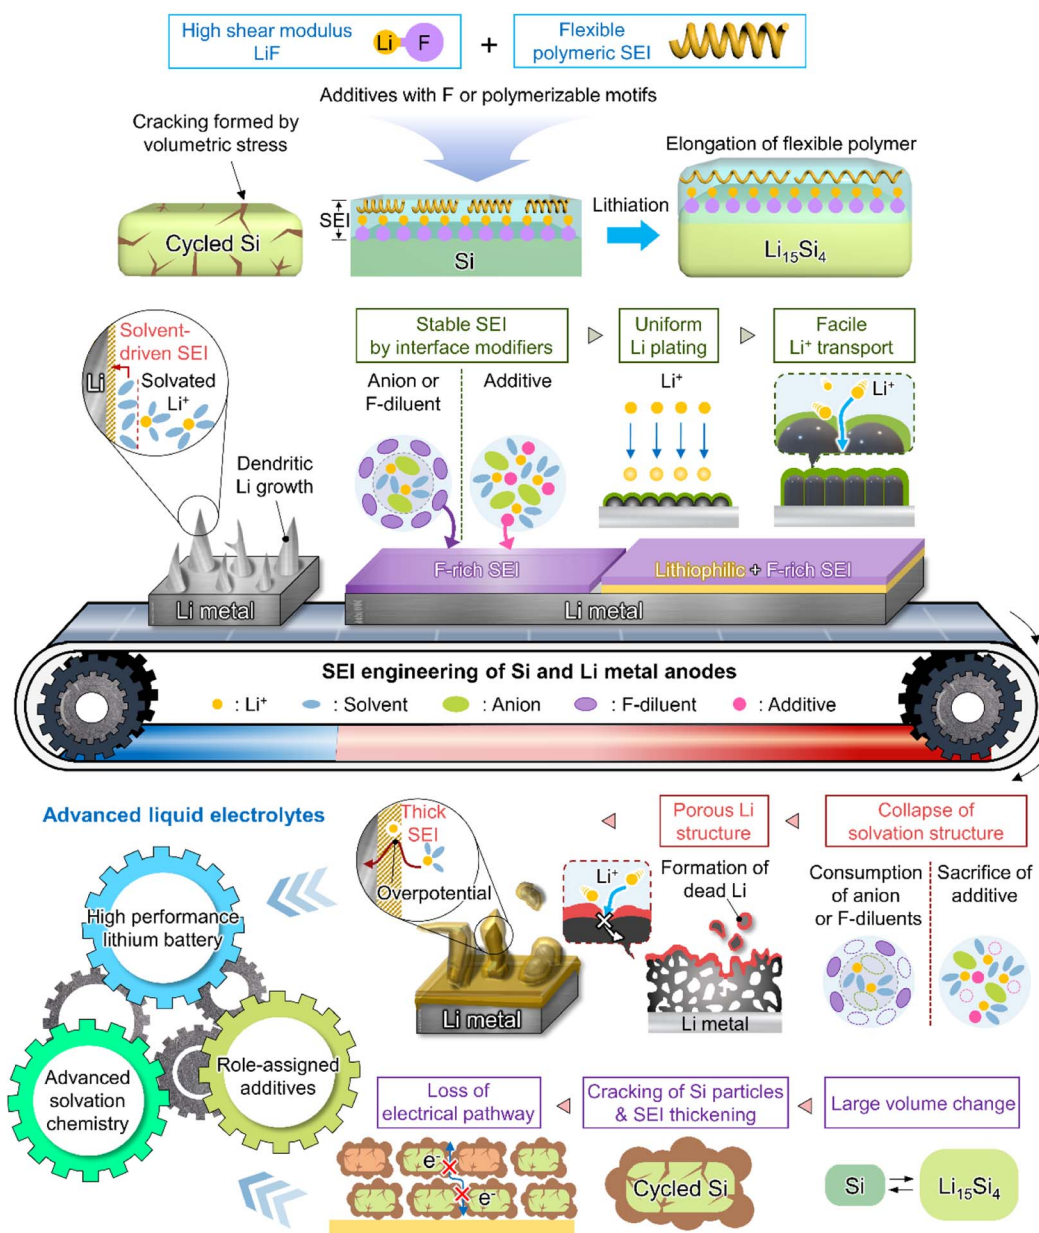 High shear modulus
LiF
Li
F
+
Flexible
polymeric SEI
Additives with F or polymerizable motifs
Cracking formed by
volumetric stress
Cycled Si
SEI
Si
Lithiation
Elongation of flexible polymer
Li₁₅Si₄
Solvent-
driven SEI
Li
Solvated
Li⁺
Dendritic
Li growth
Li metal
Stable SEI
by interface modifiers
Uniform
Li plating
Facile
Li⁺ transport
Anion or
F-diluent
Additive
Li⁺
Li⁺
F-rich SEI
Lithiophilic + F-rich SEI
Li metal
SEI engineering of Si and Li metal anodes
: Li⁺
: Solvent
: Anion
: F-diluent
: Additive
Advanced liquid electrolytes
High performance
lithium battery
Advanced
solvation
chemistry
Role-assigned
additives
Thick
SEI
Overpotential
Li metal
Porous Li
structure
Formation of
dead Li
Li⁺
Li metal
Collapse of
solvation structure
Consumption
of anion
or F-diluents
Sacrifice of
additive
Loss of
electrical pathway
e⁻
e⁻
Cracking of Si particles
& SEI thickening
Cycled Si
Large volume change
Si
Li₁₅Si₄